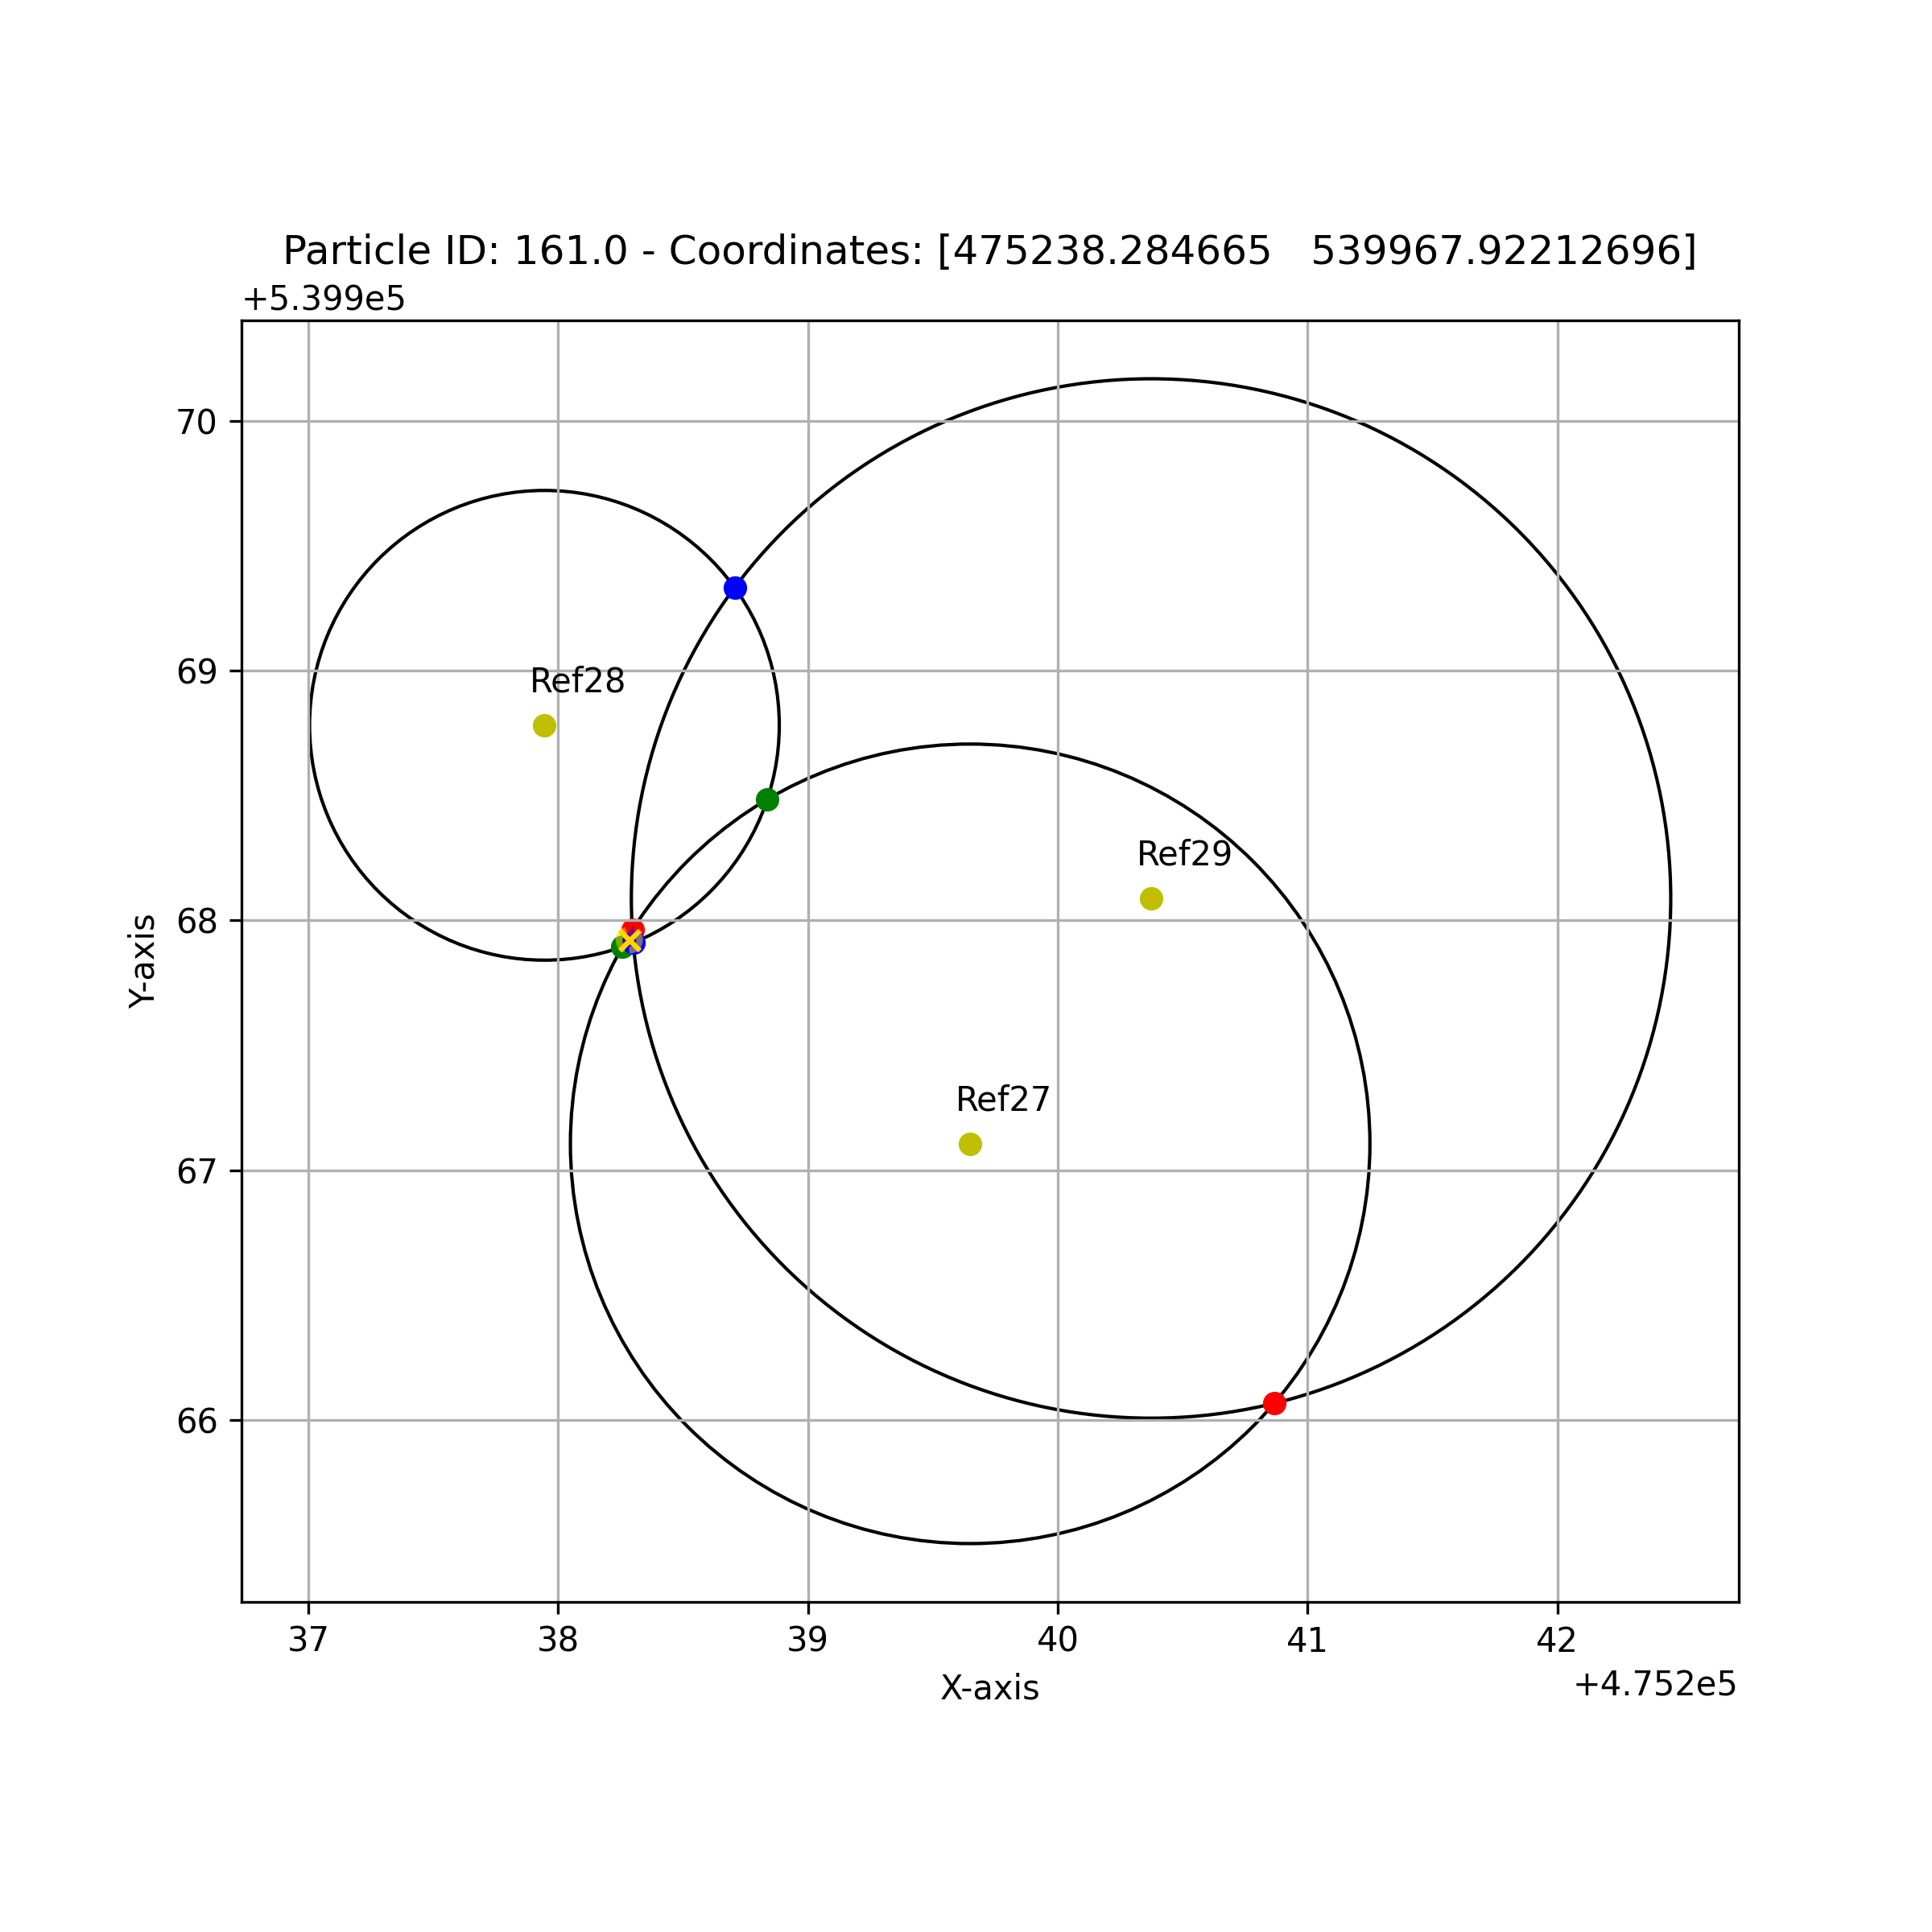 Particle ID: 161.0 - Coordinates: [475238.284665   539967.92212696]
+5.399e5
70
69
68
67
66
Y-axis
Ref28
Ref29
Ref27
37 38 39 40 41 42
X-axis
+4.752e5